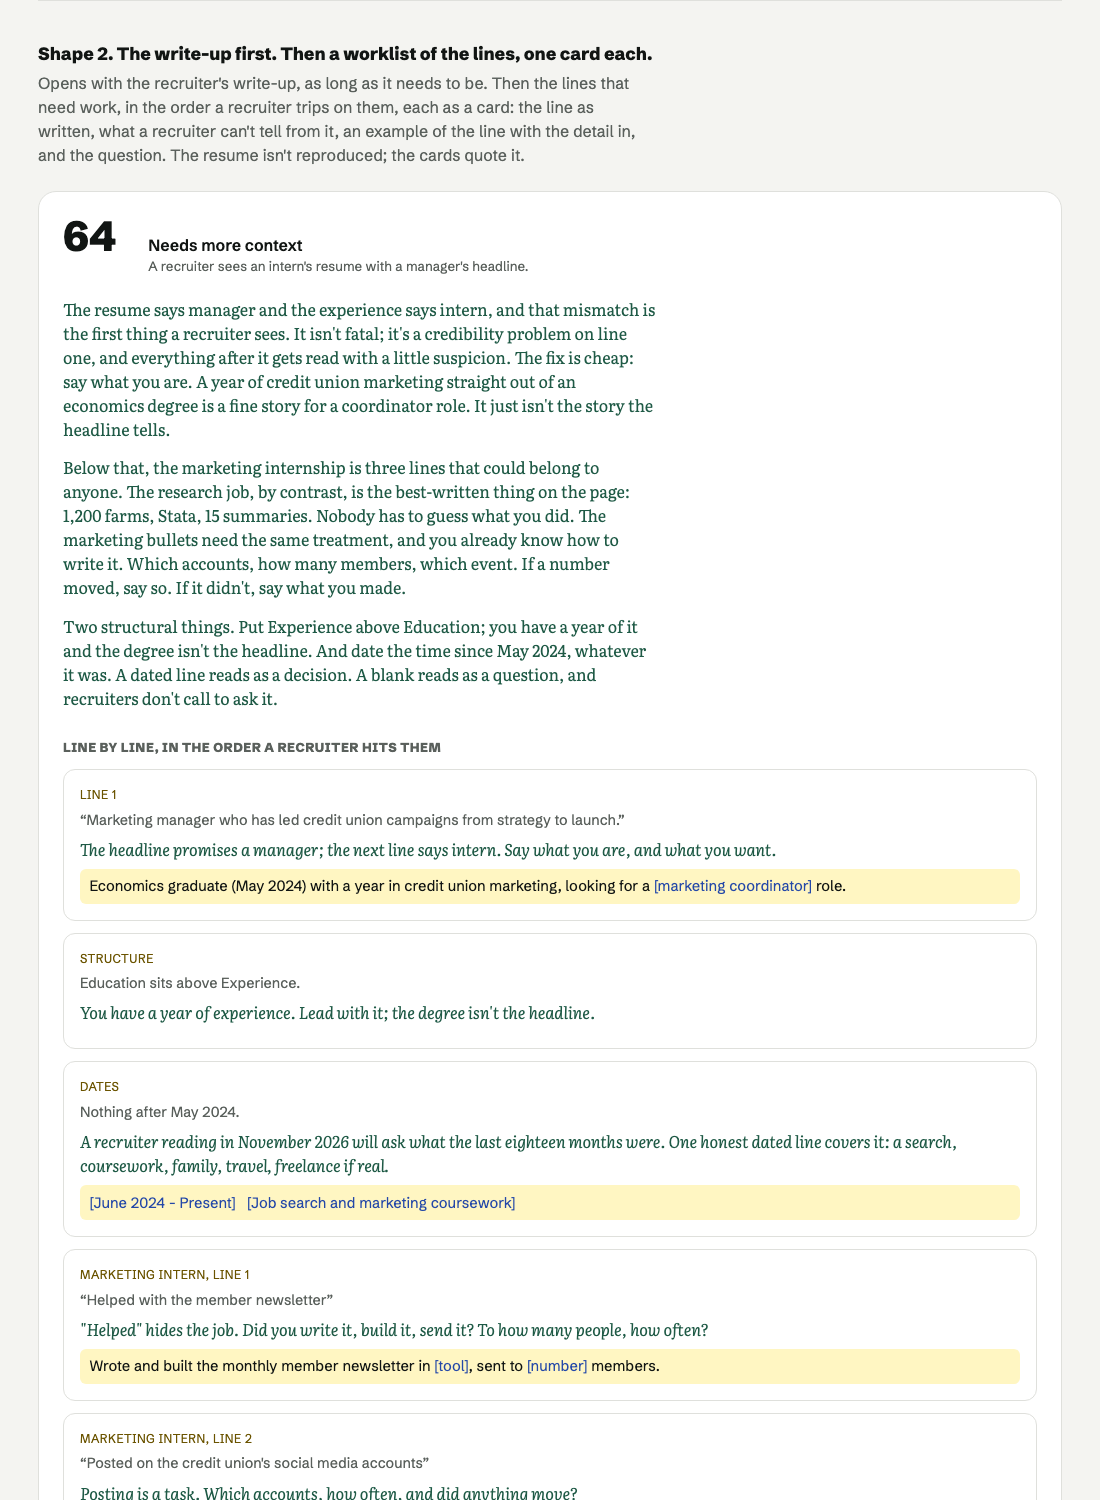 Shape 2. The write-up first. Then a worklist of the lines, one card each.
Opens with the recruiter's write-up, as long as it needs to be. Then the lines that
need work, in the order a recruiter trips on them, each as a card: the line as
written, what a recruiter can't tell from it, an example of the line with the detail in,
and the question. The resume isn't reproduced; the cards quote it.
64
Needs more context
A recruiter sees an intern's resume with a manager's headline.
The resume says manager and the experience says intern, and that mismatch is
the first thing a recruiter sees. It isn't fatal; it's a credibility problem on line
one, and everything after it gets read with a little suspicion. The fix is cheap:
say what you are. A year of credit union marketing straight out of an
economics degree is a fine story for a coordinator role. It just isn't the story the
headline tells.
Below that, the marketing internship is three lines that could belong to
anyone. The research job, by contrast, is the best-written thing on the page:
1,200 farms, Stata, 15 summaries. Nobody has to guess what you did. The
marketing bullets need the same treatment, and you already know how to
write it. Which accounts, how many members, which event. If a number
moved, say so. If it didn't, say what you made.
Two structural things. Put Experience above Education; you have a year of it
and the degree isn't the headline. And date the time since May 2024, whatever
it was. A dated line reads as a decision. A blank reads as a question, and
recruiters don't call to ask it.
LINE BY LINE, IN THE ORDER A RECRUITER HITS THEM
LINE 1
“Marketing manager who has led credit union campaigns from strategy to launch.”
The headline promises a manager; the next line says intern. Say what you are, and what you want.
Economics graduate (May 2024) with a year in credit union marketing, looking for a [marketing coordinator] role.
STRUCTURE
Education sits above Experience.
You have a year of experience. Lead with it; the degree isn't the headline.
DATES
Nothing after May 2024.
A recruiter reading in November 2026 will ask what the last eighteen months were. One honest dated line covers it: a search,
coursework, family, travel, freelance if real.
[June 2024 - Present] [Job search and marketing coursework]
MARKETING INTERN, LINE 1
“Helped with the member newsletter”
"Helped" hides the job. Did you write it, build it, send it? To how many people, how often?
Wrote and built the monthly member newsletter in [tool], sent to [number] members.
MARKETING INTERN, LINE 2
“Posted on the credit union's social media accounts”
Posting is a task. Which accounts, how often, and did anything move?